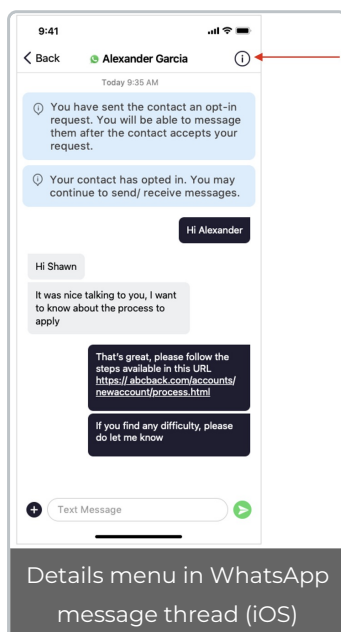 9:41
Back
Alexander Garcia
Today 9:35 AM
You have sent the contact an opt-in
request. You will be able to message
them after the contact accepts your
request.
Your contact has opted in. You may
continue to send/ receive messages.
Hi Alexander
Hi Shawn
It was nice talking to you, I want
to know about the process to
apply
That's great, please follow the
steps available in this URL
https:// abcback.com/accounts/
newaccount/process.html
If you find any difficulty, please
do let me know
Text Message
Details menu in WhatsApp
message thread (iOS)